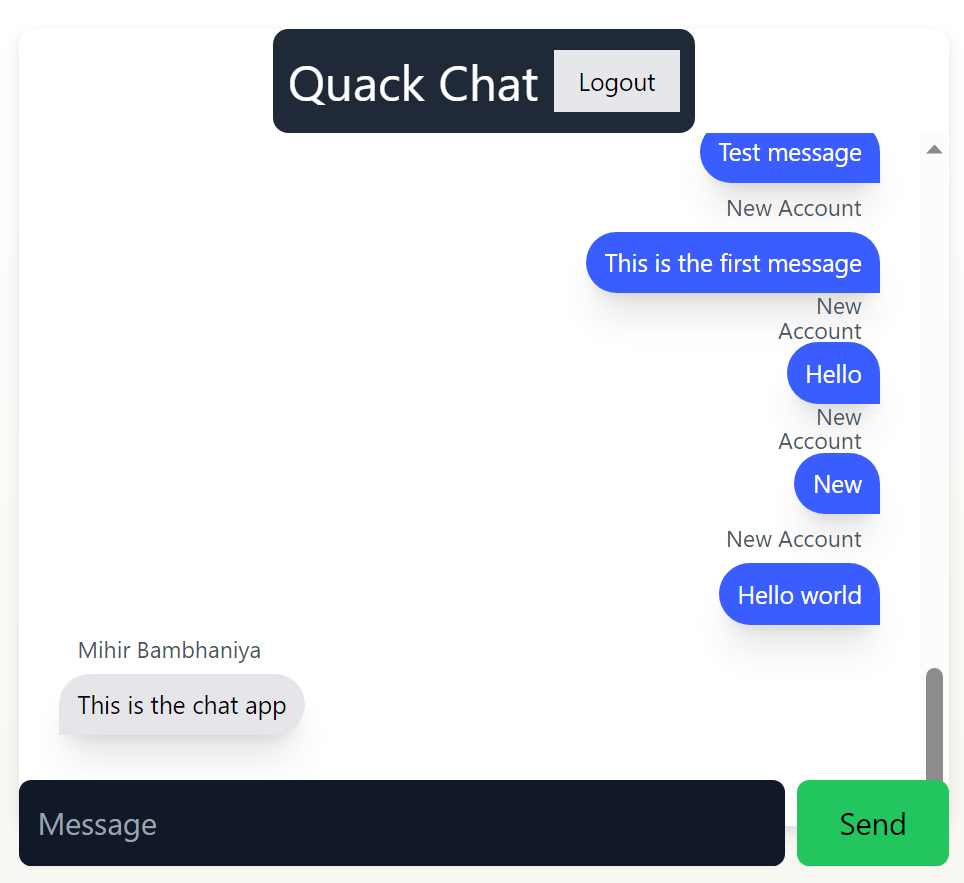 Quack Chat
Logout
Test message
New Account
This is the first message
New
Account
Hello
New
Account
New
New Account
Hello world
Mihir Bambhaniya
This is the chat app
Message
Send